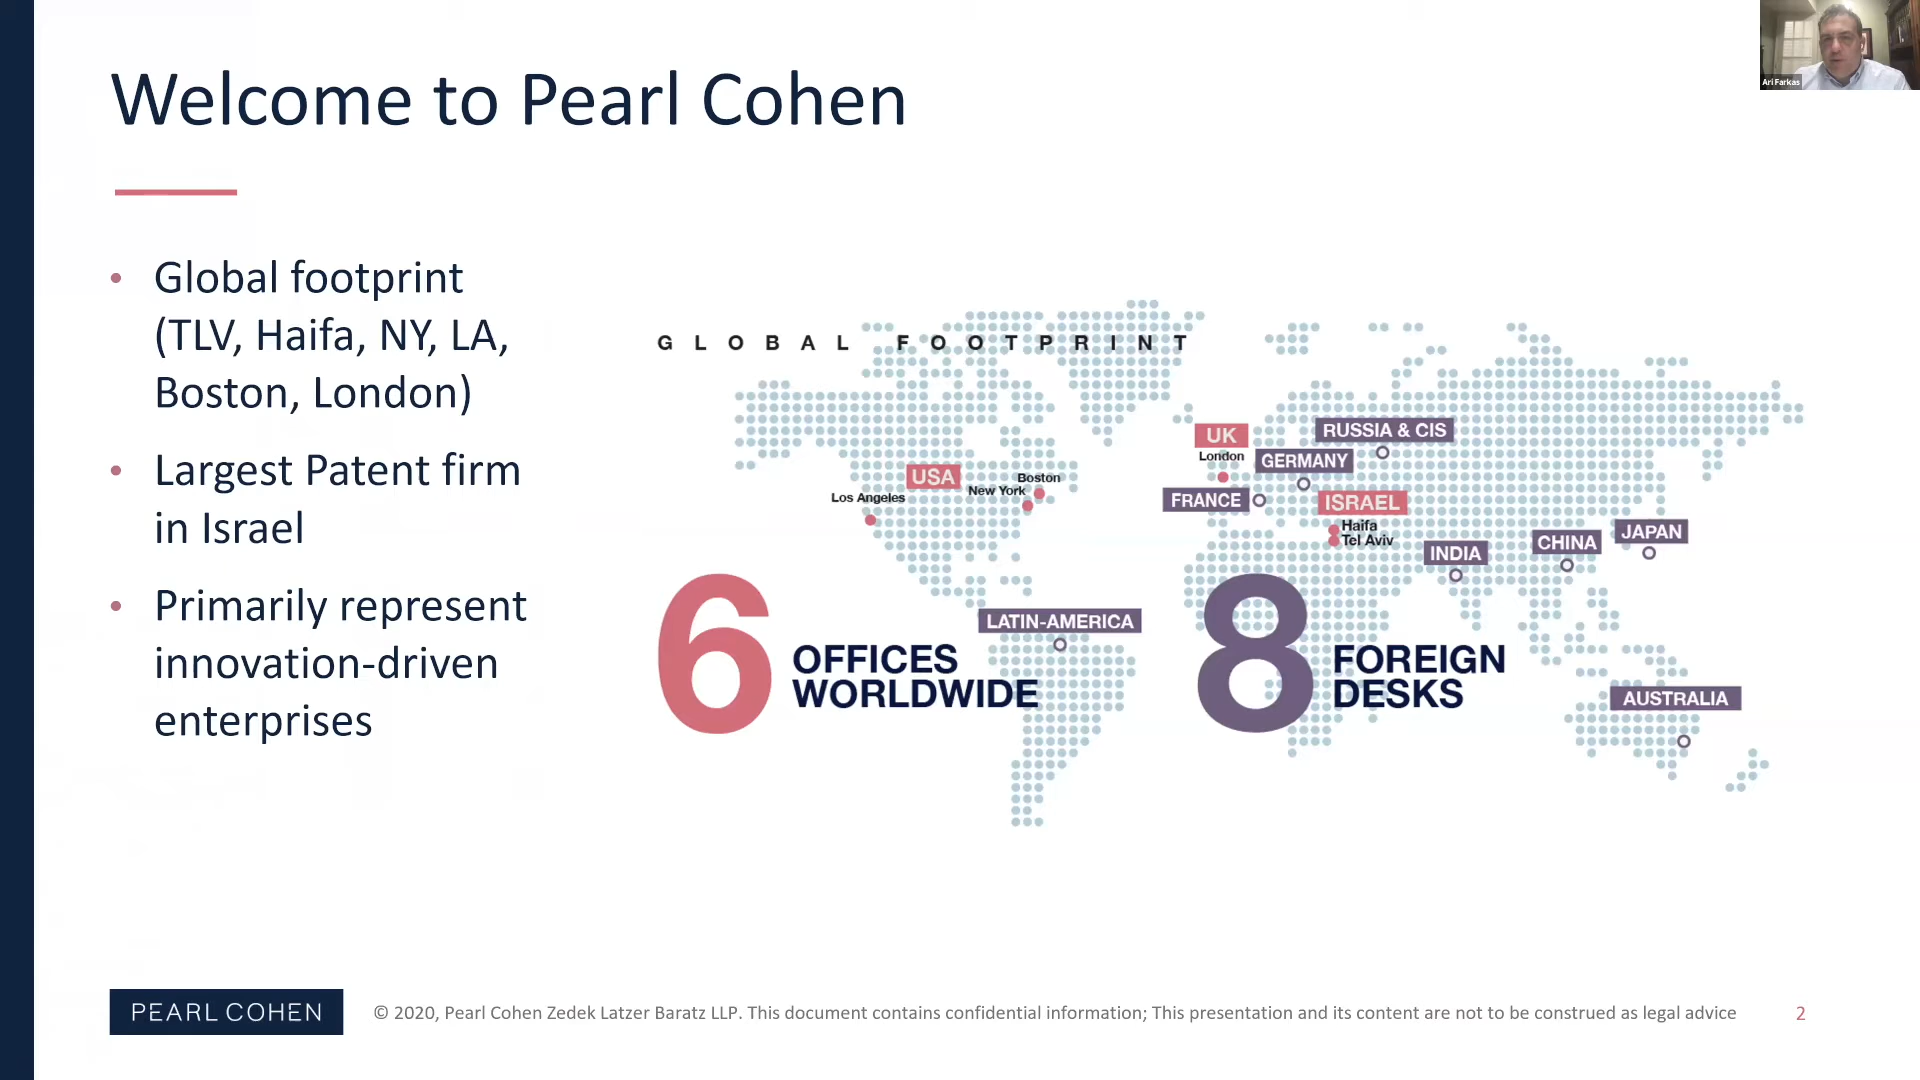 Welcome to Pearl Cohen
Ari Farkas
• Global footprint
(TLV, Haifa, NY, LA,
Boston, London)
• Largest Patent firm
in Israel
• Primarily represent
innovation-driven
enterprises
GLOBAL FOOTPRINT
USA
Los Angeles
New York
Boston
UK
London
RUSSIA & CIS
GERMANY
FRANCE
ISRAEL
Haifa
Tel Aviv
INDIA
CHINA
JAPAN
LATIN-AMERICA
AUSTRALIA
6 OFFICES
WORLDWIDE
8 FOREIGN
DESKS
PEARL COHEN
© 2020, Pearl Cohen Zedek Latzer Baratz LLP. This document contains confidential information; This presentation and its content are not to be construed as legal advice
2